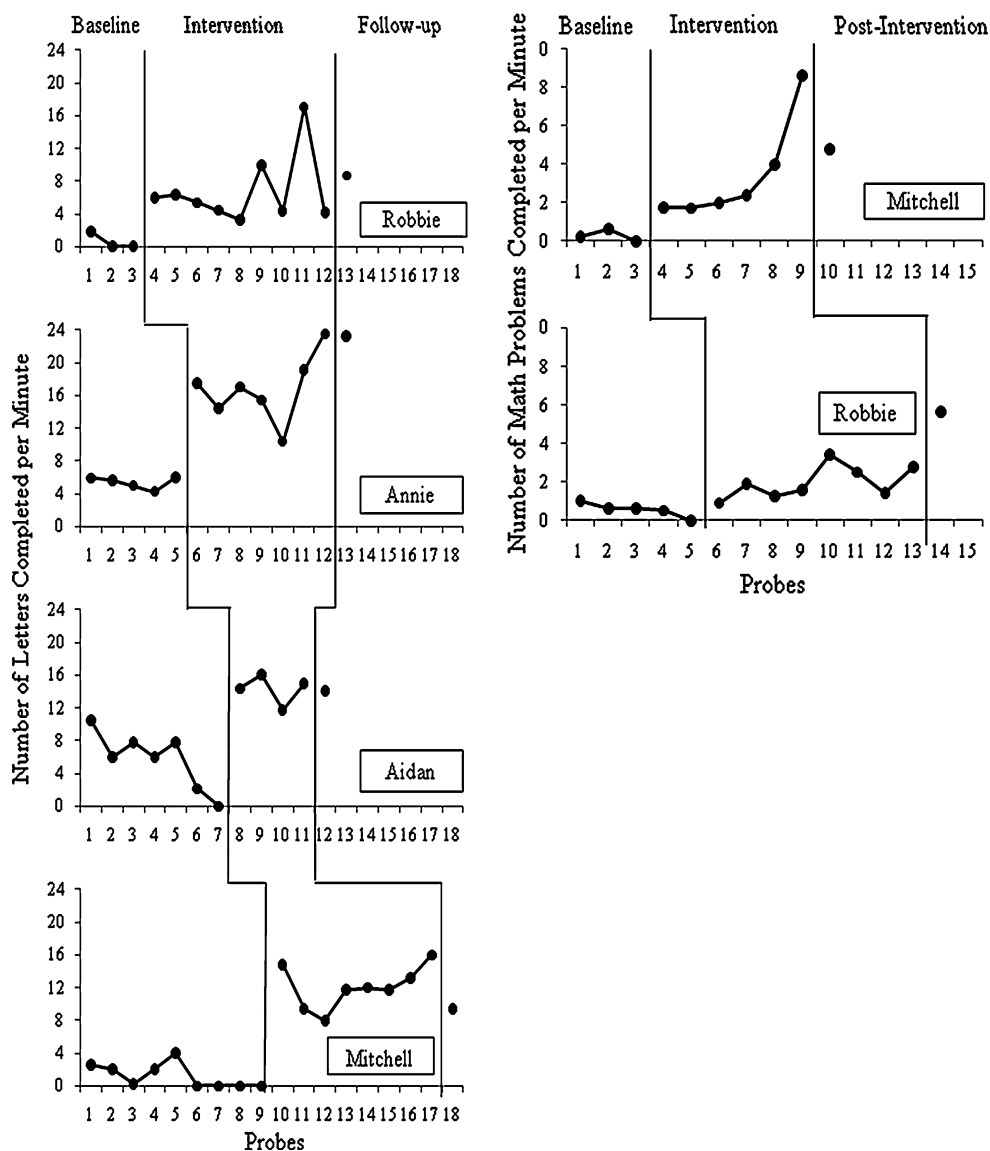 Baseline Intervention Follow-up
24
20
16
12
8
4
0
Robbie
1 2 3 4 5 6 7 8 9 10 11 12 13 14 15 16 17 18
24
20
16
12
8
4
0
Annie
1 2 3 4 5 6 7 8 9 10 11 12 13 14 15 16 17 18
24
20
16
12
8
4
0
Aidan
1 2 3 4 5 6 7 8 9 10 11 12 13 14 15 16 17 18
24
20
16
12
8
4
0
Mitchell
1 2 3 4 5 6 7 8 9 10 11 12 13 14 15 16 17 18
Probes
Number of Letters Completed per Minute
Baseline Intervention Post-Intervention
0
8
6
4
2
0
Mitchell
1 2 3 4 5 6 7 8 9 10 11 12 13 14 15
0
8
6
4
2
0
Robbie
1 2 3 4 5 6 7 8 9 10 11 12 13 14 15
Probes
Number of Math Problems Completed per Minute